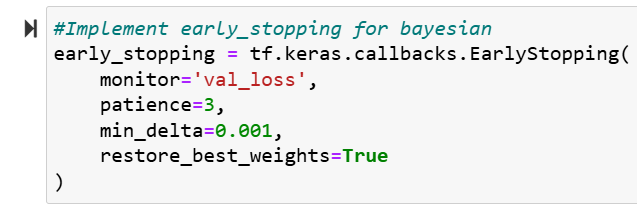 #Implement early_stopping for bayesian
early_stopping = tf.keras.callbacks.EarlyStopping(
    monitor='val_loss',
    patience=3,
    min_delta=0.001,
    restore_best_weights=True
)